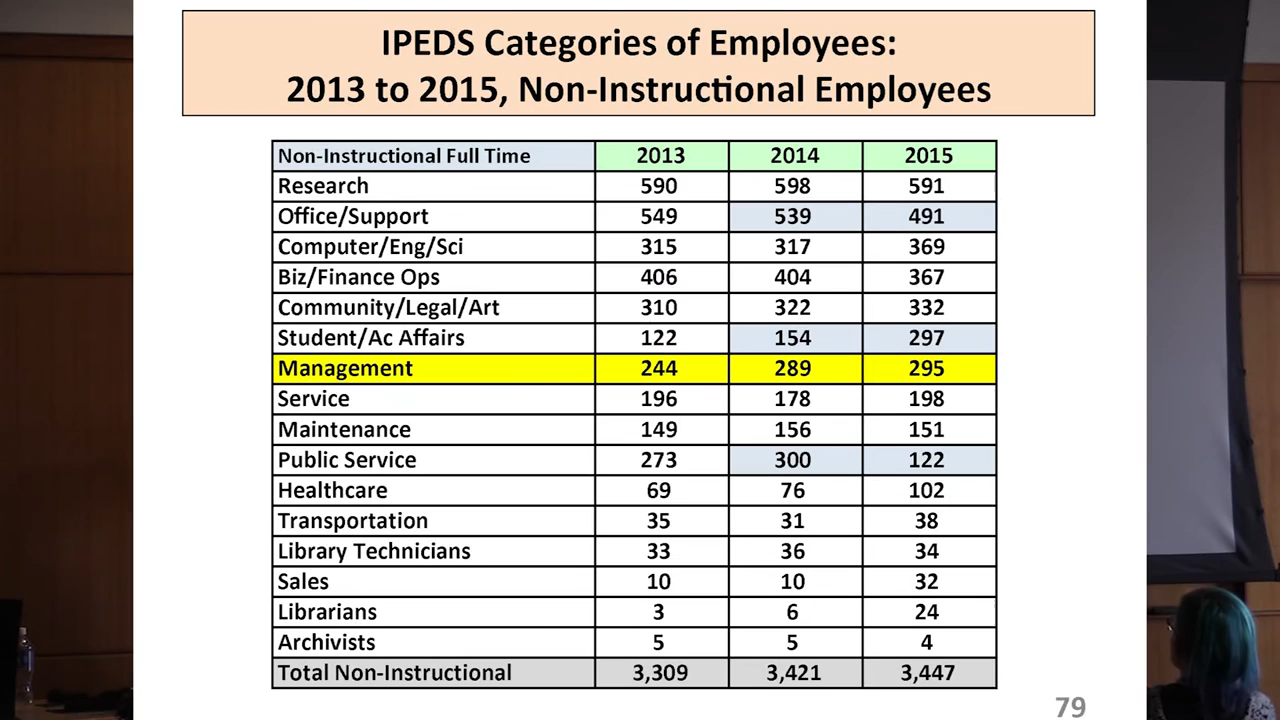 IPEDS Categories of Employees:
2013 to 2015, Non-Instructional Employees
Non-Instructional Full Time 2013 2014 2015
Research 590 598 591
Office/Support 549 539 491
Computer/Eng/Sci 315 317 369
Biz/Finance Ops 406 404 367
Community/Legal/Art 310 322 332
Student/Ac Affairs 122 154 297
Management 244 289 295
Service 196 178 198
Maintenance 149 156 151
Public Service 273 300 122
Healthcare 69 76 102
Transportation 35 31 38
Library Technicians 33 36 34
Sales 10 10 32
Librarians 3 6 24
Archivists 5 5 4
Total Non-Instructional 3,309 3,421 3,447
79